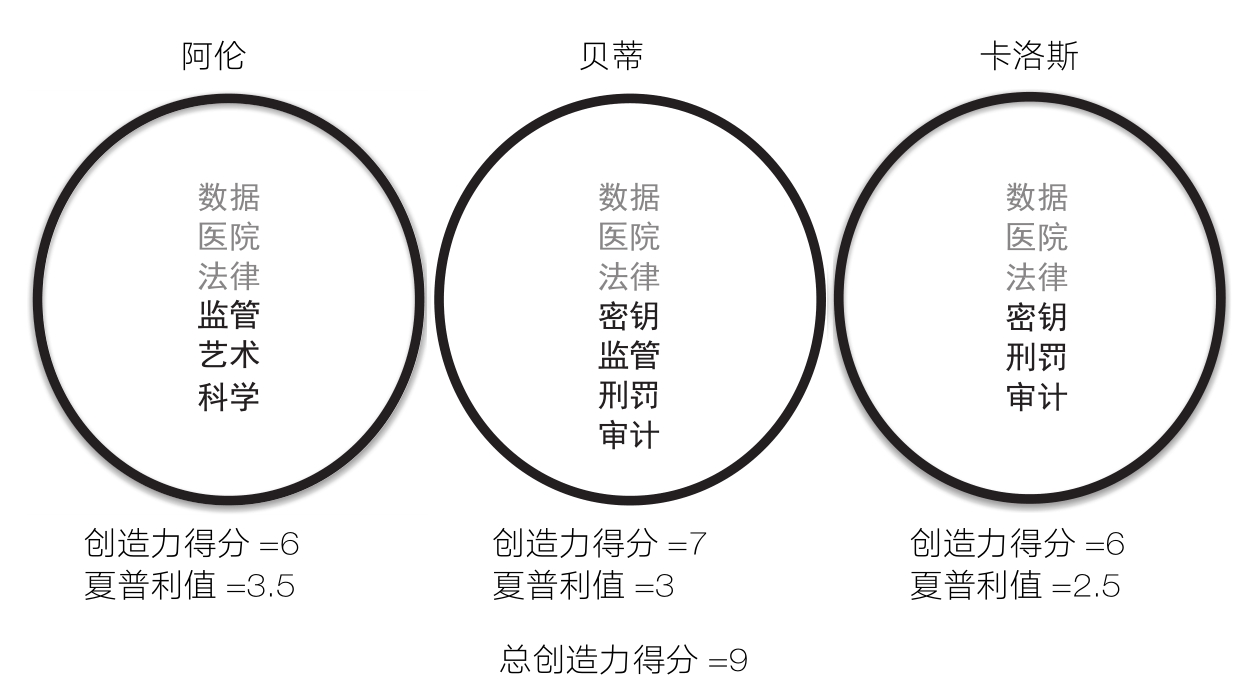 阿伦
数据
医院
法律
监管
艺术
科学
创造力得分 =6
夏普利值 =3.5
贝蒂
数据
医院
法律
密钥
监管
刑罚
审计
创造力得分 =7
夏普利值 =3
卡洛斯
数据
医院
法律
密钥
刑罚
审计
创造力得分 =6
夏普利值 =2.5
总创造力得分 =9